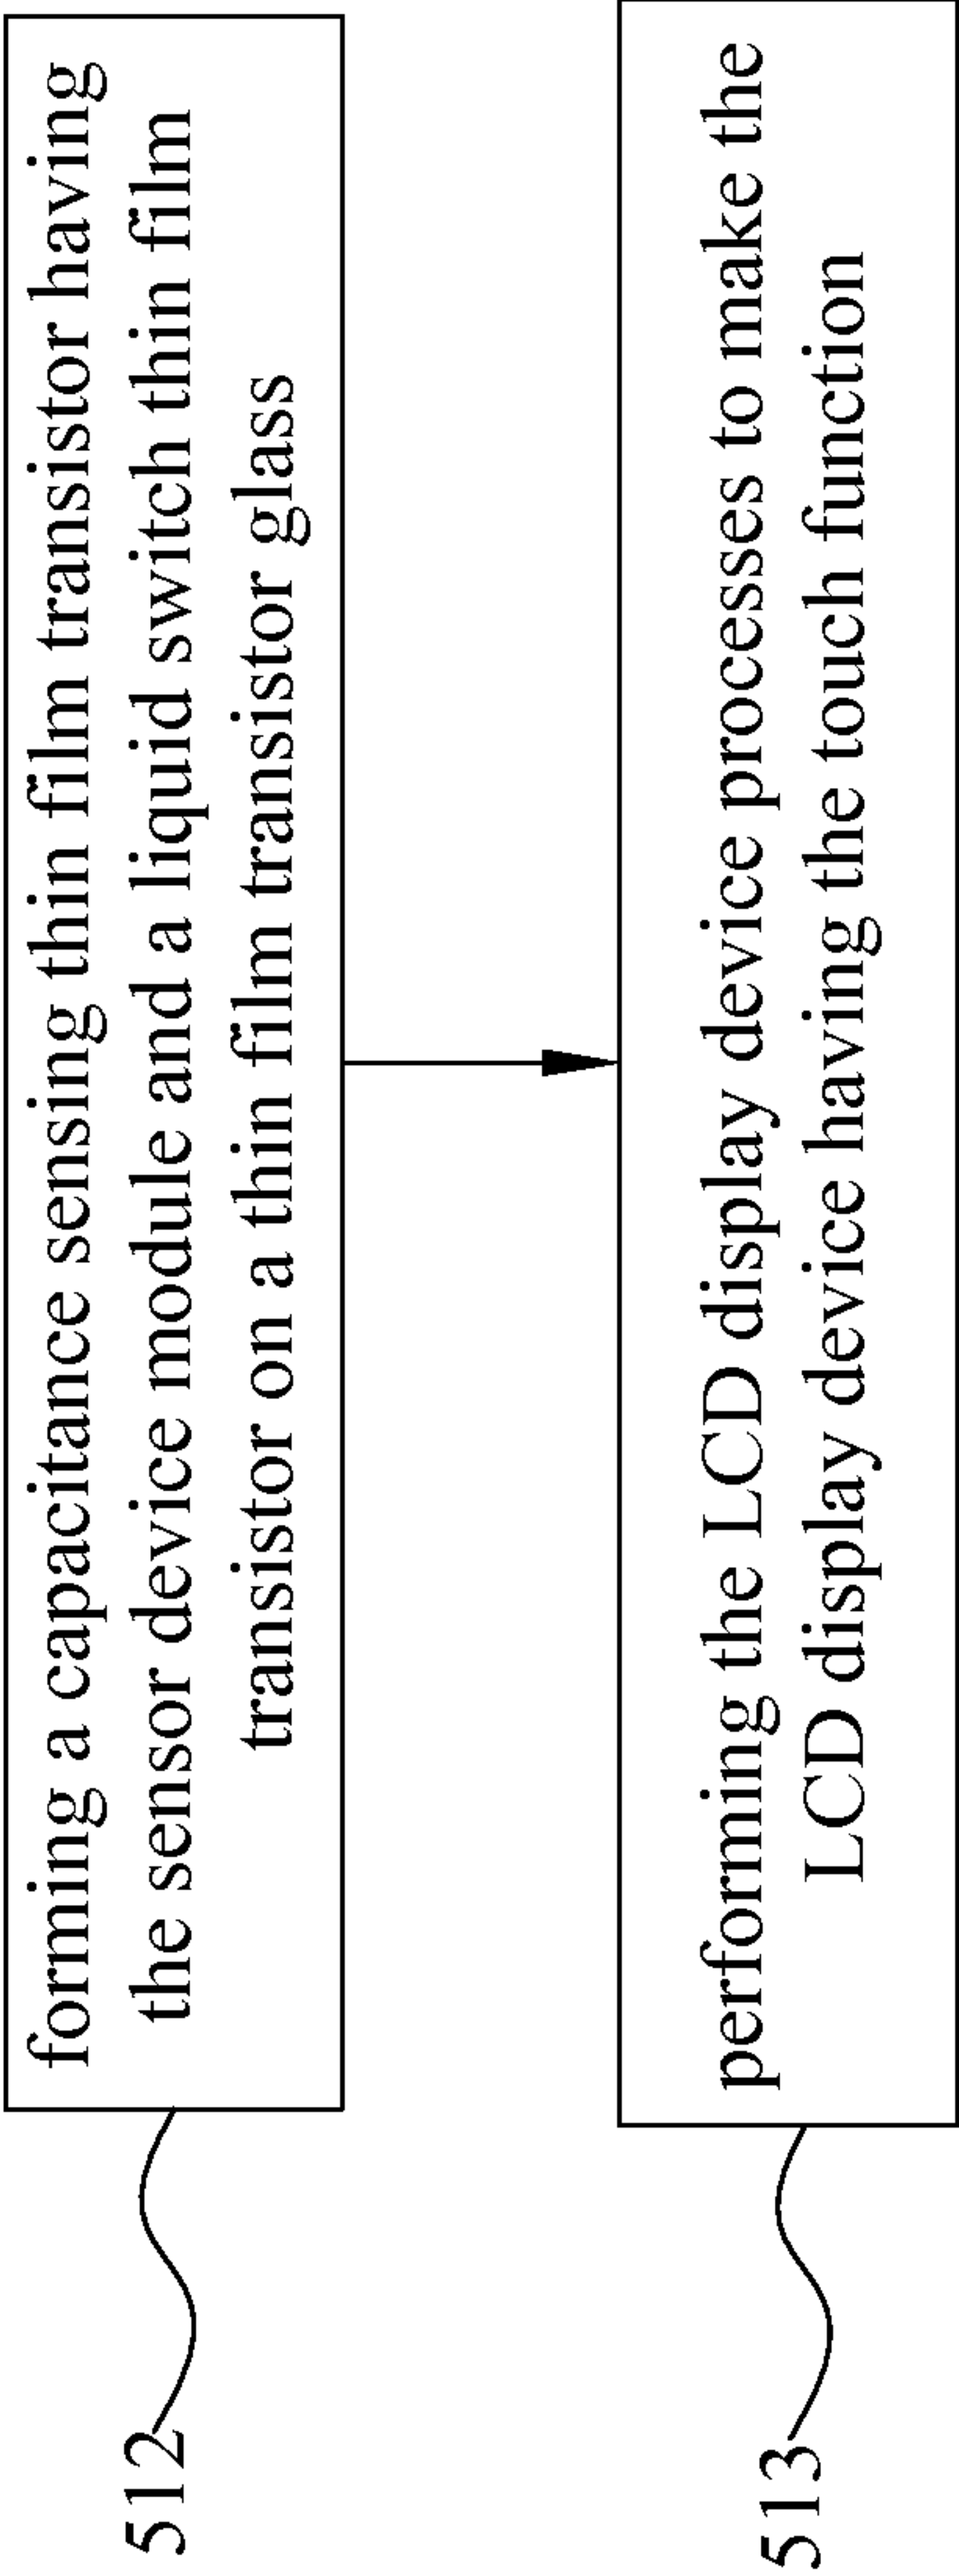 forming a capacitance sensing thin film transistor having
the sensor device module and a liquid switch thin film
transistor on a thin film transistor glass
512
performing the LCD display device processes to make the
LCD display device having the touch function
513